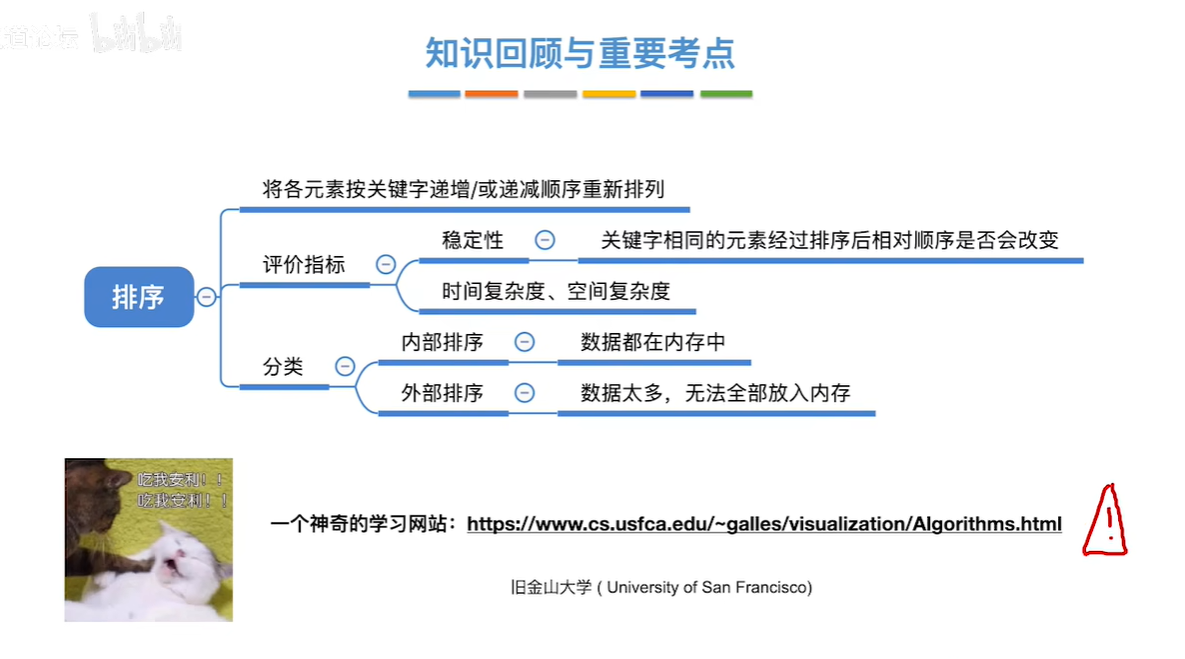 bilibili
知识回顾与重要考点
将各元素按关键字递增/或递减顺序重新排列
稳定性
关键字相同的元素经过排序后相对顺序是否会改变
评价指标
时间复杂度、空间复杂度
排序
内部排序
数据都在内存中
分类
外部排序
数据太多，无法全部放入内存
吃我安利！！
吃我安利！！
一个神奇的学习网站：https://www.cs.usfca.edu/~galles/visualization/Algorithms.html
旧金山大学 ( University of San Francisco)